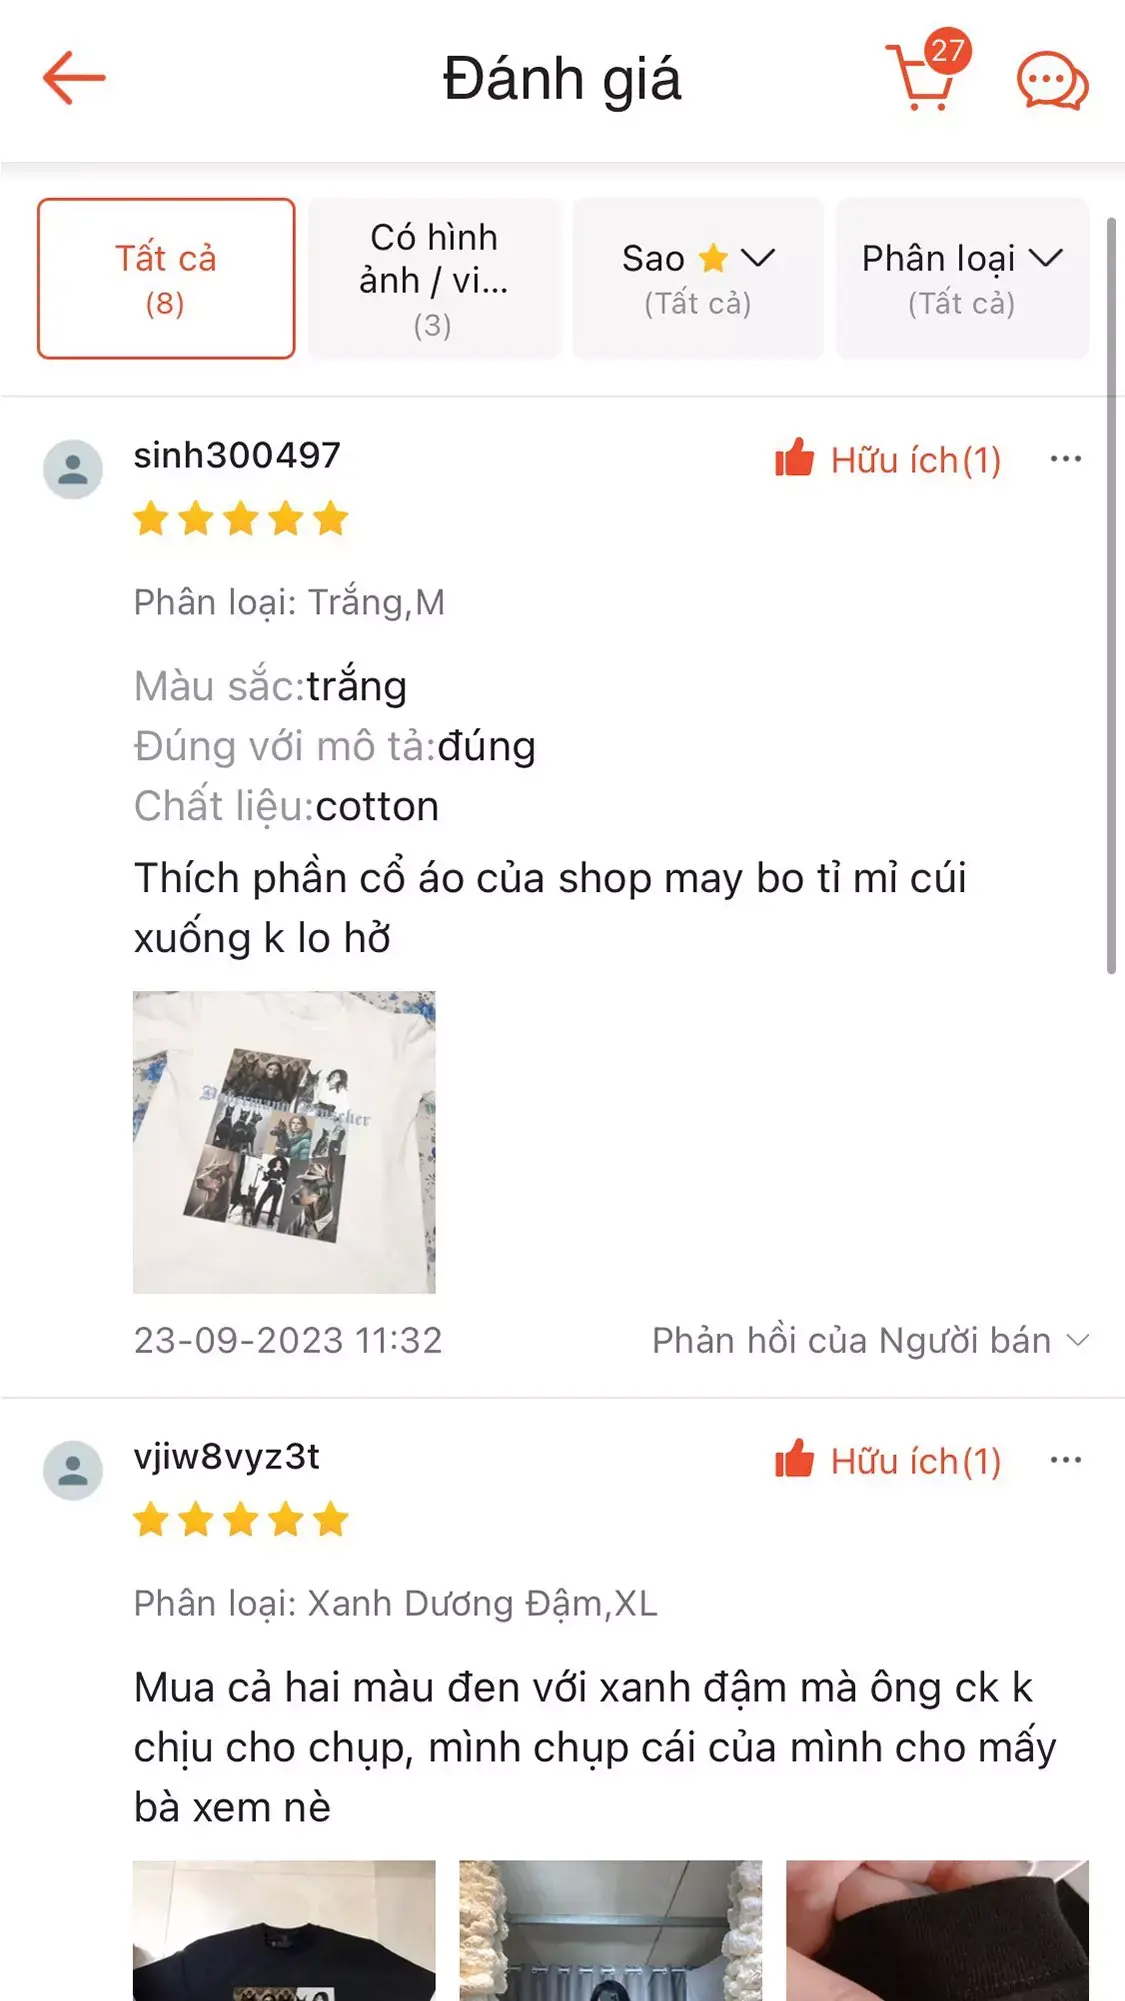 Đánh giá
27
Tất cả
(8)
Có hình
ảnh / vi...
(3)
Sao
(Tất cả)
Phân loại
(Tất cả)
sinh300497
Hữu ích(1)
Phân loại: Trắng,M
Màu sắc:trắng
Đúng với mô tả:đúng
Chất liệu:cotton
Thích phần cổ áo của shop may bo tỉ mỉ cúi
xuống k lo hở
Dobermann Pinscher
23-09-2023 11:32
Phản hồi của Người bán
vjiw8vyz3t
Hữu ích(1)
Phân loại: Xanh Dương Đậm,XL
Mua cả hai màu đen với xanh đậm mà ông ck k
chịu cho chụp, mình chụp cái của mình cho mấy
bà xem nè